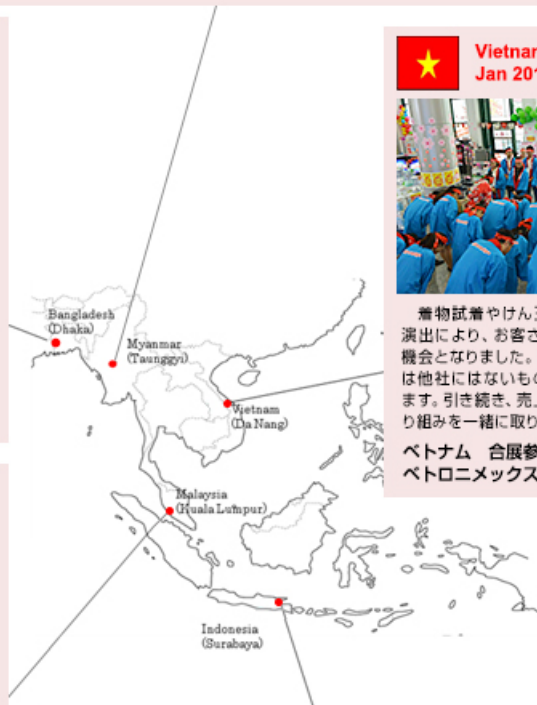 Vietnam
Jan 201
着物試着やけん玉
演出により、お客さ
機会となりました。
は他社にはないもの
ます。引き続き、売上
り組みを一緒に取り
ベトナム 合展参
ペトロニメックス
Bangladesh
(Dhaka)
Myanmar
(Taunggyi)
Vietnam
(Da Nang)
Malaysia
(Kuala Lumpur)
Indonesia
(Surabaya)